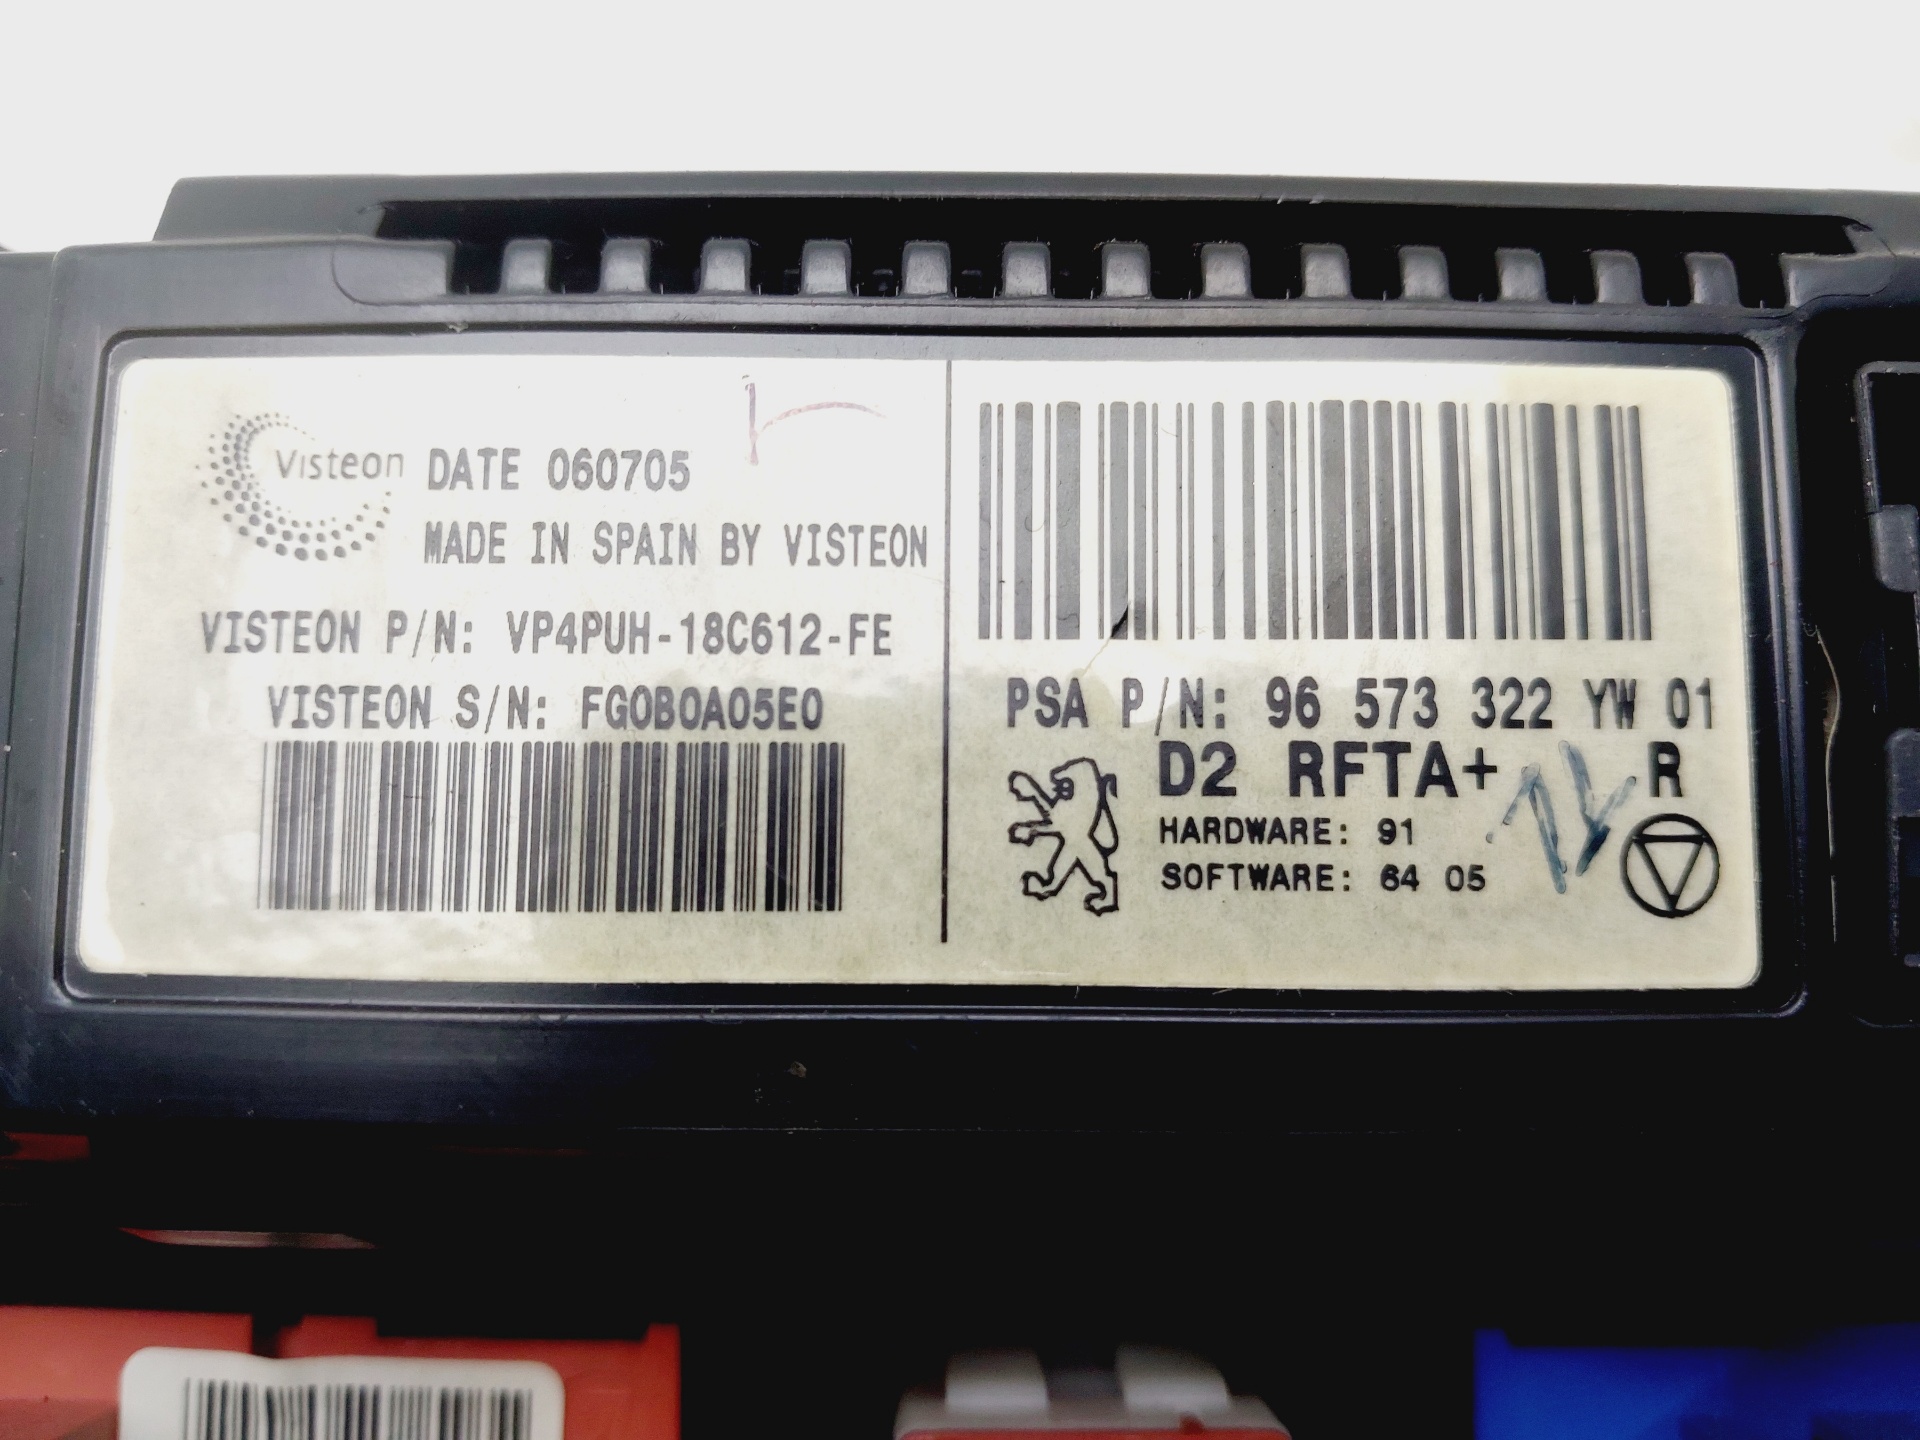 Visteon DATE 060705
MADE IN SPAIN BY VISTEON
VISTEON P/N: VP4PUH-18C612-FE
VISTEON S/N: FG0B0A05E0
PSA P/N: 96 573 322 YW 01
D2 RFTA+ R
HARDWARE: 91
SOFTWARE: 64 05